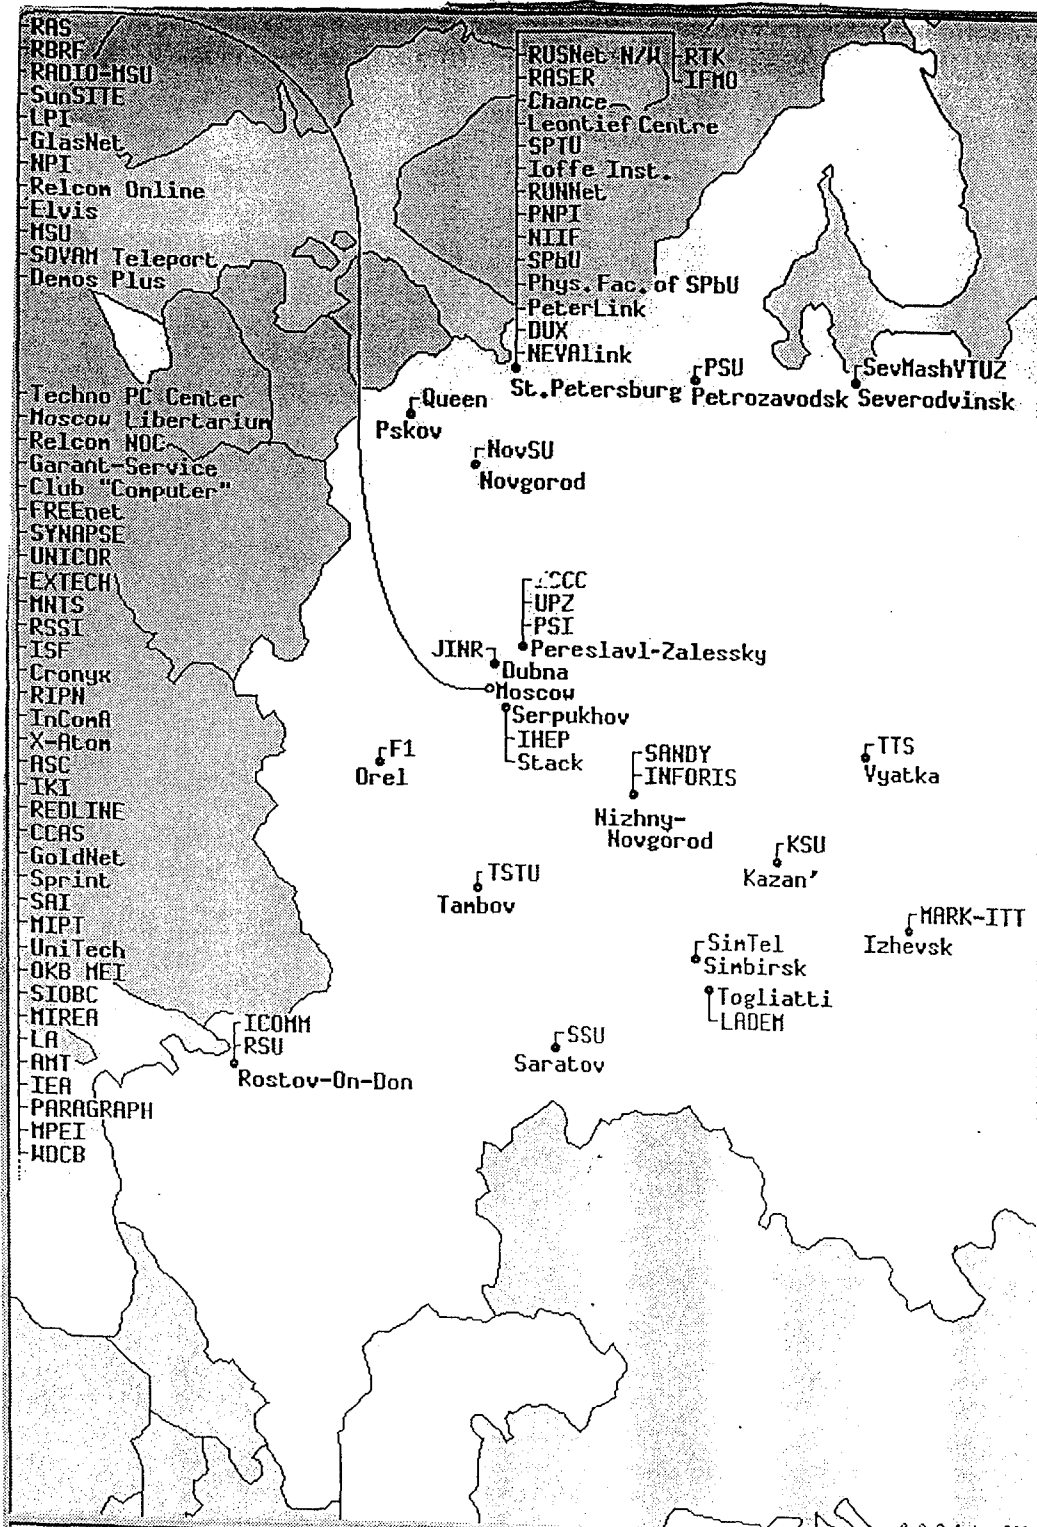 RAS
RBRF
RADIO-MSU
SunSITE
LPI
GlasNet
NPI
Relcom Online
Elvis
MSU
SOVAM Teleport
Demos Plus
Techno PC Center
Moscow Libertarium
Relcom NOC
Garant-Service
Club "Computer"
FREEnet
SYNAPSE
UNICOR
EXTECH
MNTS
RSSI
ISF
Cronyx
RIPN
InComA
X-Atom
ASC
IKI
REDLINE
CCAS
GoldNet
Sprint
SAI
MIPT
UniTech
OKB MEI
SIOBC
MIREA
LA
AMT
IEA
PARAGRAPH
MPEI
WDCB
RUSNet-N/W
RTK
RASER
IFMO
Chance
Leontief Centre
SPTU
Ioffe Inst.
RUNNet
PNPI
NIIF
SPbU
Phys.Fac.of SPbU
PeterLink
DUX
NEVAlink
St.Petersburg
PSU
Petrozavodsk
SevMashVTUZ
Severodvinsk
Queen
Pskov
NovSU
Novgorod
UPZ
PSI
Pereslavl-Zalessky
JINR
Dubna
Moscow
Serpukhov
IHEP
Stack
F1
Orel
SANDY
INFORIS
Nizhny-
Novgorod
TTS
Vyatka
KSU
Kazan'
TSTU
Tambov
MARK-ITT
Izhevsk
SimTel
Simbirsk
Togliatti
LADEM
ICOMM
RSU
Rostov-On-Don
SSU
Saratov